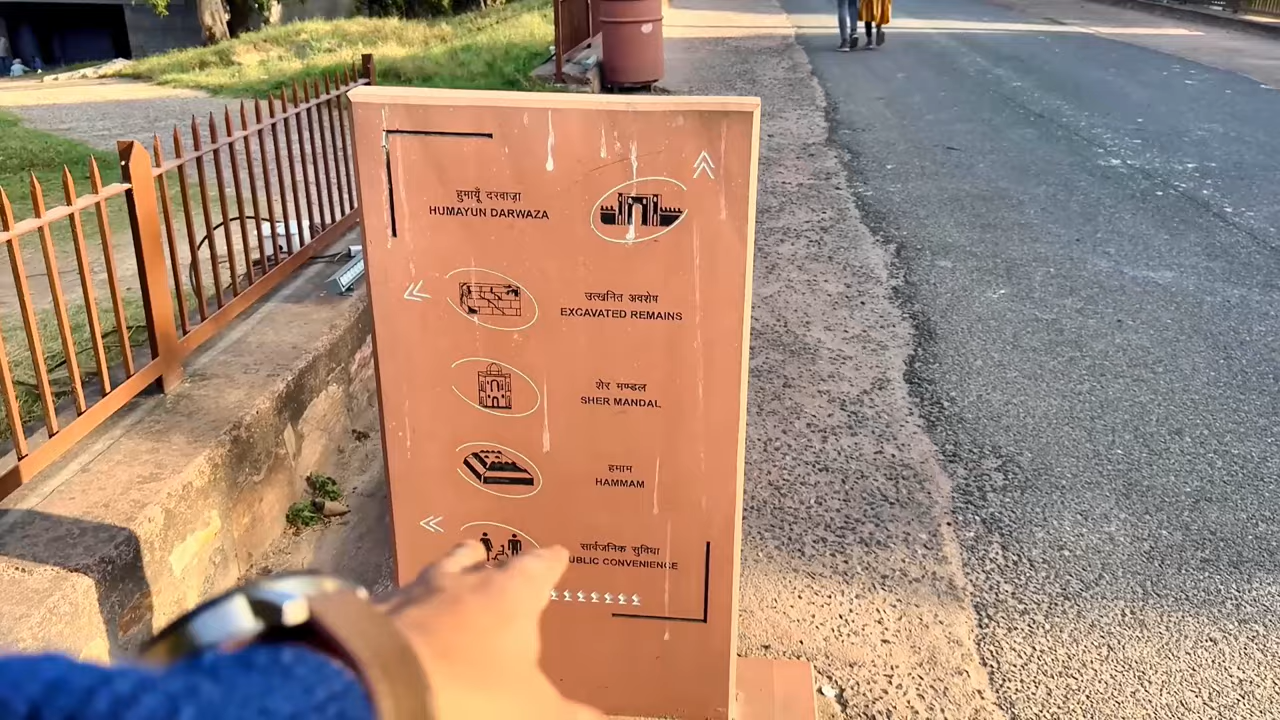 हुमायूँ दरवाज़ा
HUMAYUN DARWAZA
उत्खनित अवशेष
EXCAVATED REMAINS
शेर मण्डल
SHER MANDAL
हमाम
HAMMAM
सार्वजनिक सुविधा
UBLIC CONVENIENCE